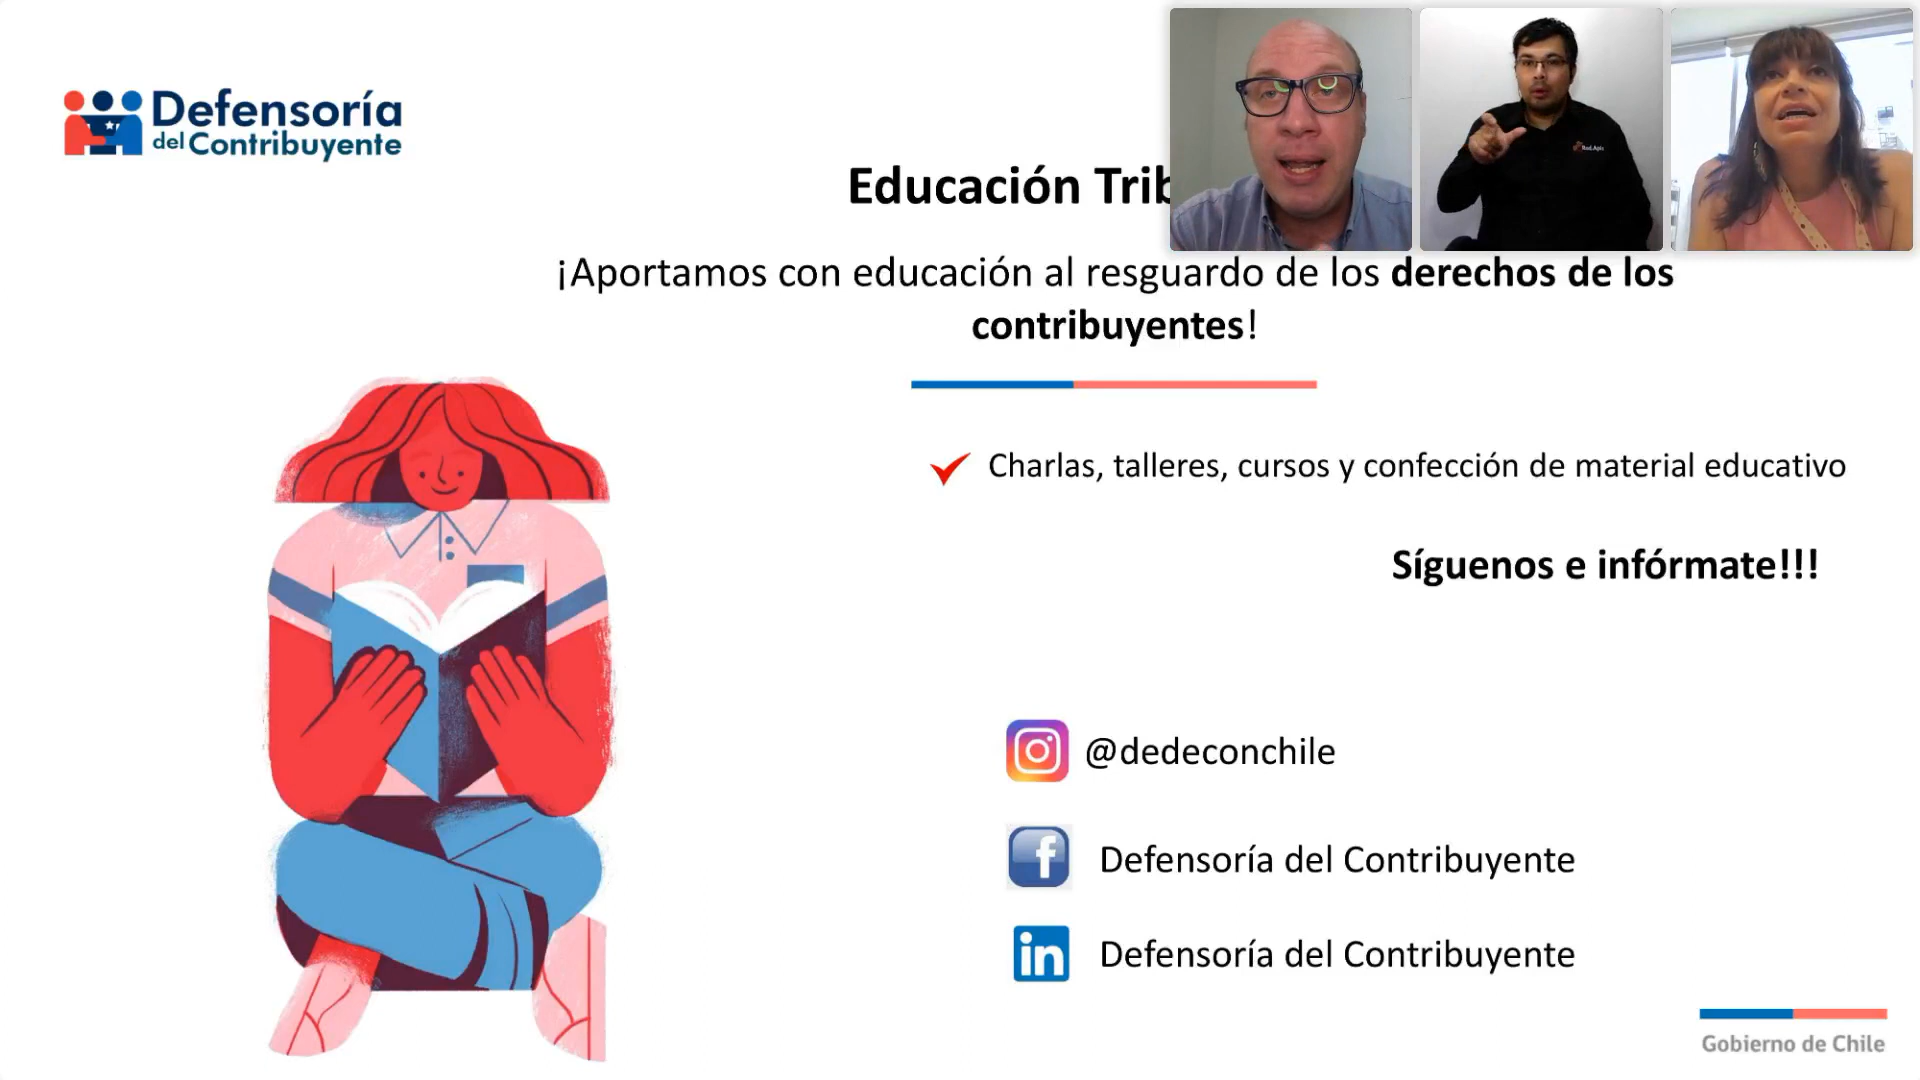 Defensoría
del Contribuyente
Educación Trib
¡Aportamos con educación al resguardo de los derechos de los
contribuyentes!
Charlas, talleres, cursos y confección de material educativo
Síguenos e infórmate!!!
@dedeconchile
Defensoría del Contribuyente
Defensoría del Contribuyente
Gobierno de Chile